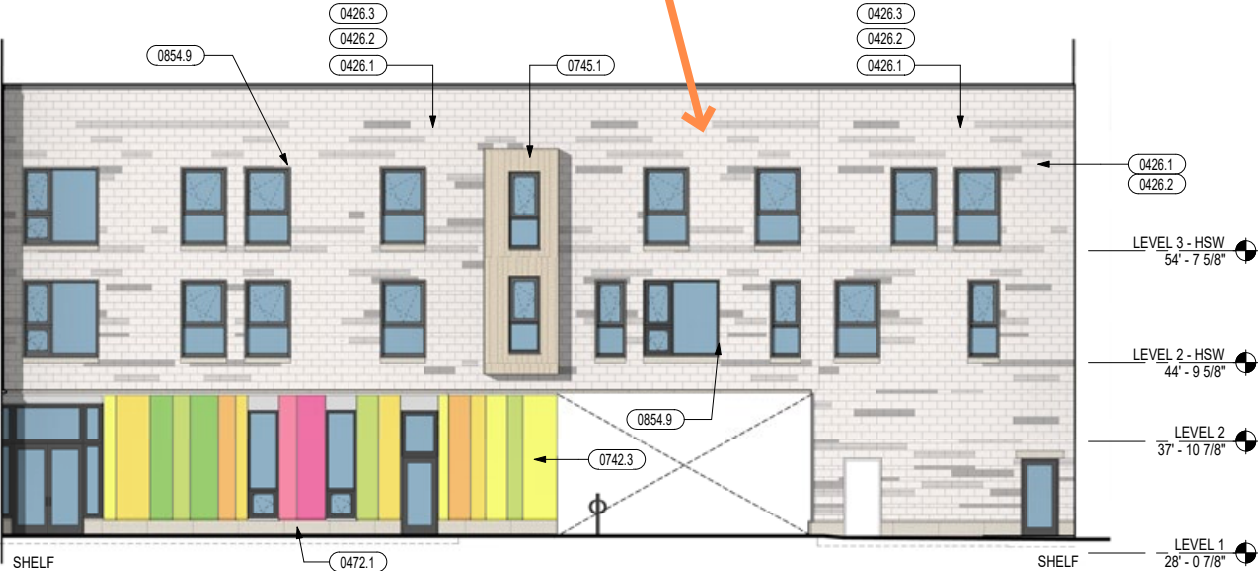 0426.3
0426.2
0426.1
0854.9
0745.1
0426.3
0426.2
0426.1
0426.1
0426.2
LEVEL 3 - HSW
54' - 7 5/8"
LEVEL 2 - HSW
44' - 9 5/8"
0854.9
0742.3
LEVEL 2
37' - 10 7/8"
LEVEL 1
28' - 0 7/8"
SHELF
0472.1
SHELF